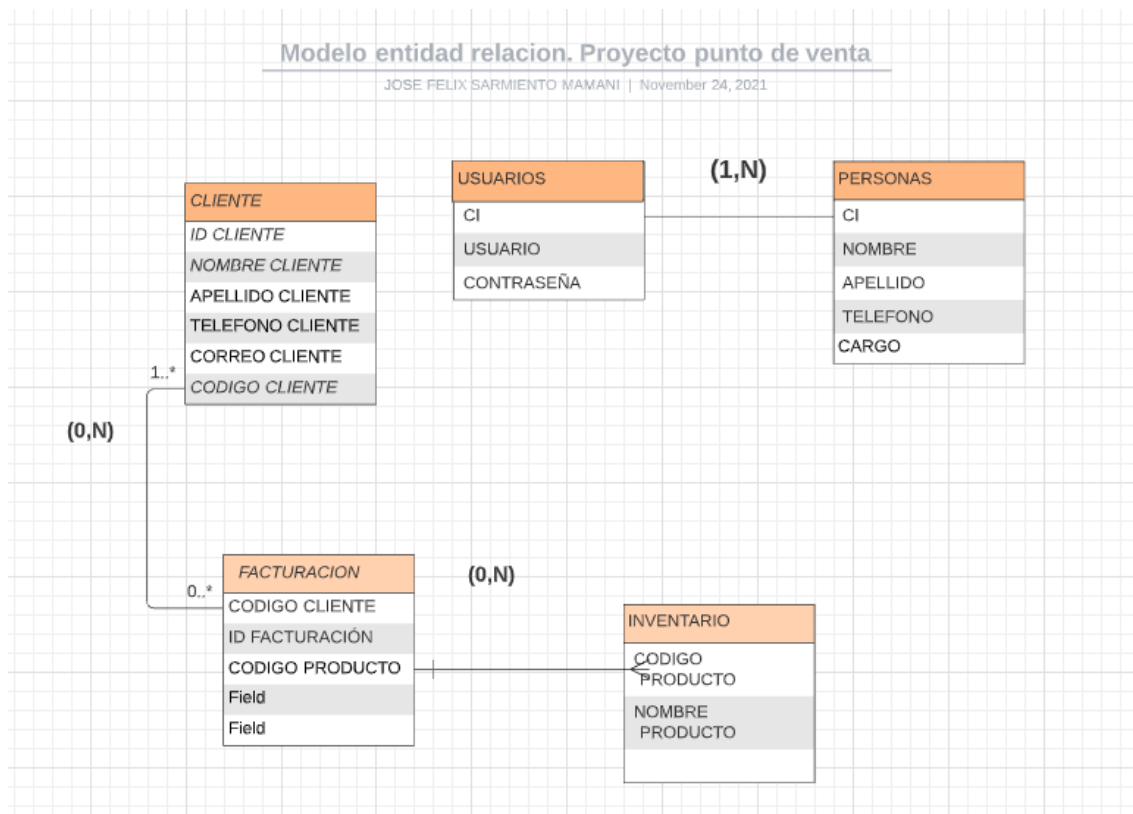 Modelo entidad relacion. Proyecto punto de venta
JOSE FELIX SARMIENTO MAMANI | November 24, 2021
CLIENTE
ID CLIENTE
NOMBRE CLIENTE
APELLIDO CLIENTE
TELEFONO CLIENTE
CORREO CLIENTE
CODIGO CLIENTE
USUARIOS
CI
USUARIO
CONTRASEÑA
(1,N)
PERSONAS
CI
NOMBRE
APELLIDO
TELEFONO
CARGO
1..*
(0,N)
0..*
FACTURACION
CODIGO CLIENTE
ID FACTURACIÓN
CODIGO PRODUCTO
Field
Field
(0,N)
INVENTARIO
CODIGO
PRODUCTO
NOMBRE
PRODUCTO